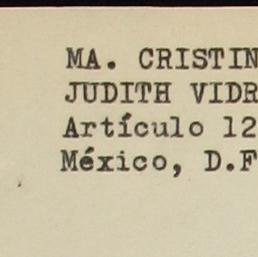 MA. CRISTIN
JUDITH VIDR
Artículo 12
México, D.F